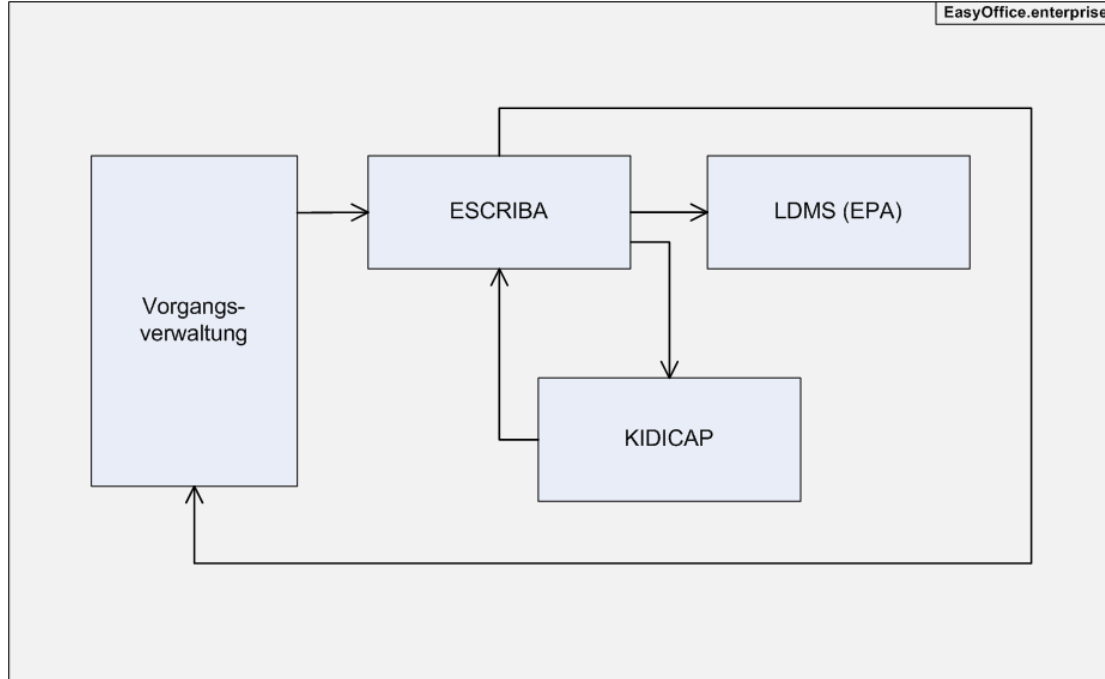 EasyOffice.enterprise
ESCRIBA
LDMS (EPA)
Vorgangs-
verwaltung
KIDICAP